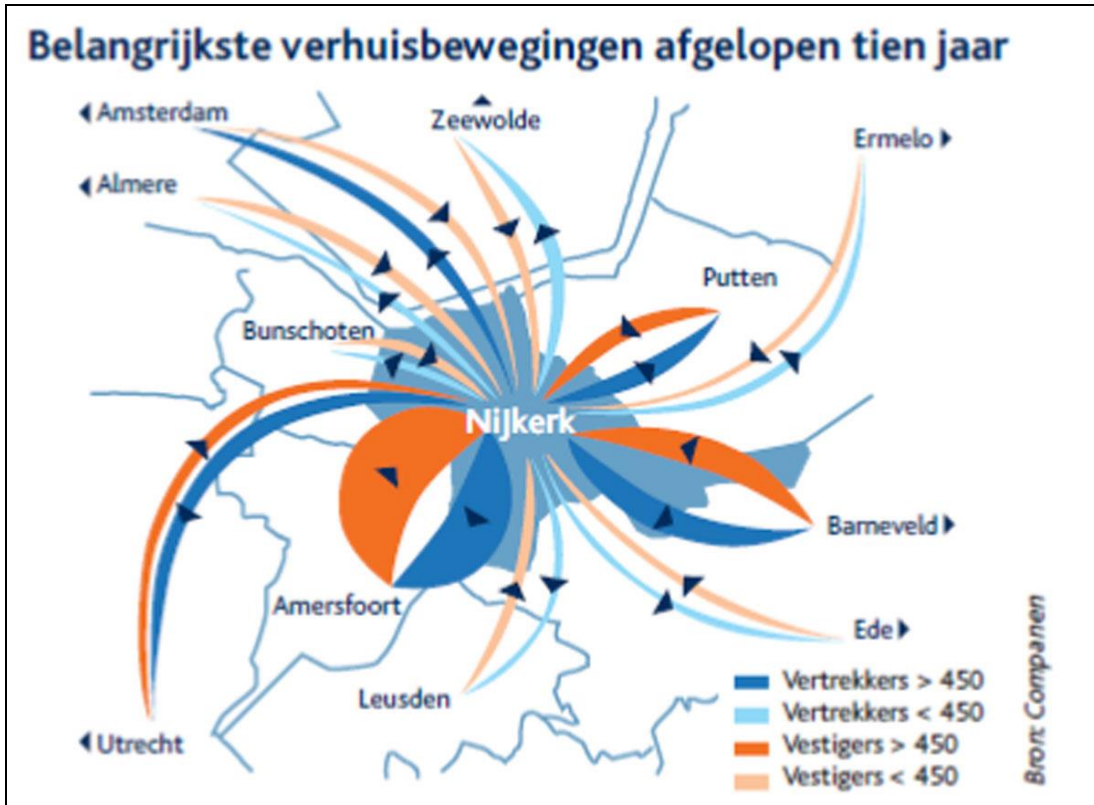 Belangrijkste verhuisbewegingen afgelopen tien jaar
Amsterdam
Zeewolde
Ermelo
Almere
Putten
Bunschoten
Nijkerk
Barneveld
Amersfoort
Ede
Leusden
Utrecht
Vertrekkers > 450
Vertrekkers < 450
Vestigers > 450
Vestigers < 450
Bron: Companen